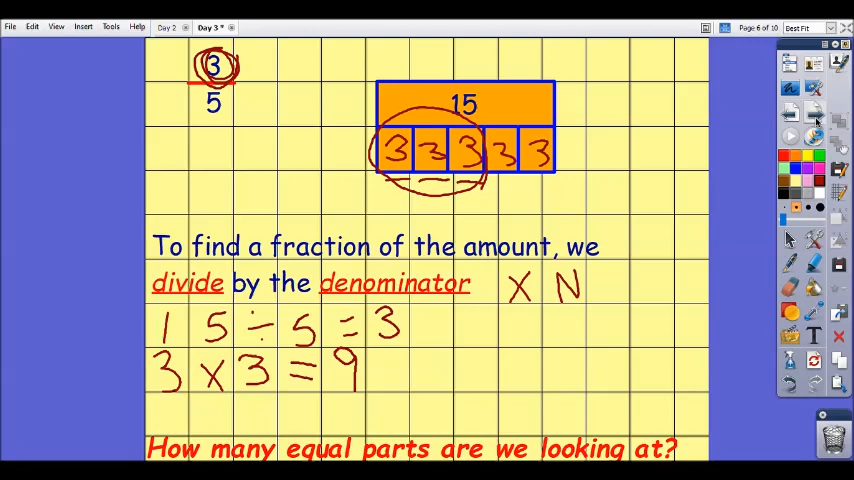 File Edit View Insert Tools Help Day 2 Day 3 * Page 6 of 10 Best Fit
3
5
15
3 3 3 3 3
To find a fraction of the amount, we
divide by the denominator X N
1 5 ÷ 5 = 3
3 x 3 = 9
How many equal parts are we looking at?
T